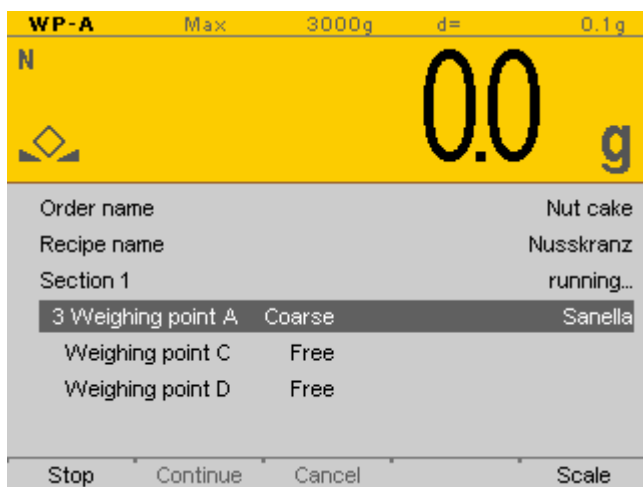 WP-A Max 3000g d= 0.1g
N
0.0 g
Order name Nut cake
Recipe name Nusskranz
Section 1 running...
3 Weighing point A Coarse Sanella
Weighing point C Free
Weighing point D Free
Stop Continue Cancel Scale